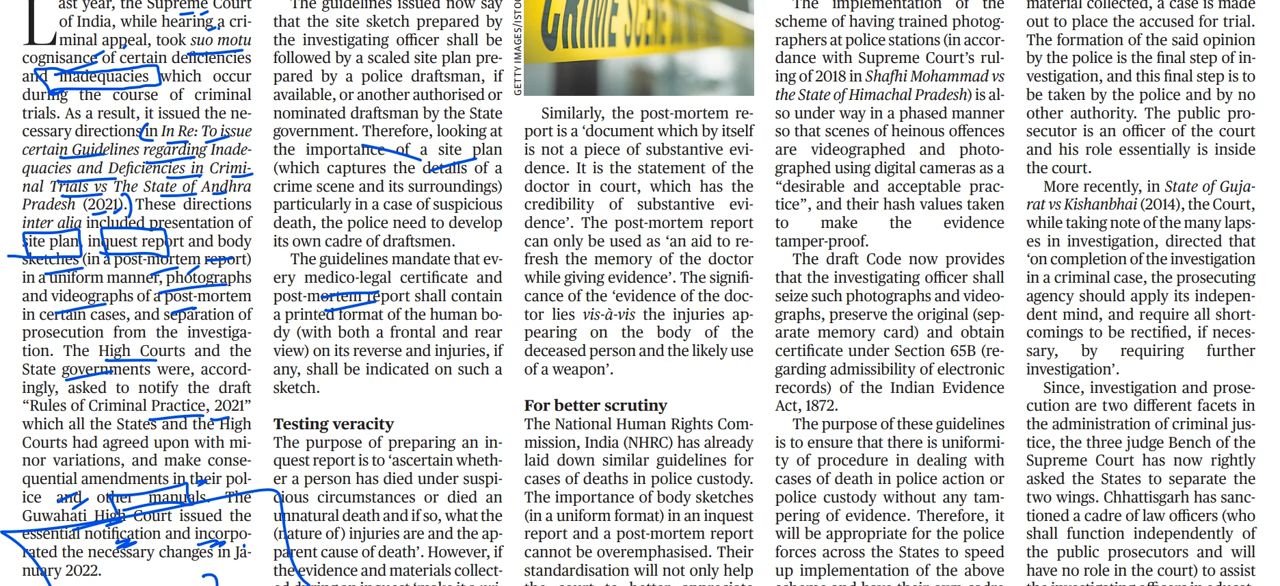 ast year, the Supreme Court
L of India, while hearing a cri-
minal appeal, took suo motu
cognisance of certain deficiencies
and inadequacies which occur
during the course of criminal
trials. As a result, it issued the ne-
cessary directions in In Re: To issue
certain Guidelines regarding Inade-
quacies and Deficiencies in Crimi-
nal Trials vs The State of Andhra
Pradesh (2021). These directions
inter alia included presentation of
site plan, inquest report and body
sketches (in a post-mortem report)
in a uniform manner, photographs
and videographs of a post-mortem
in certain cases, and separation of
prosecution from the investiga-
tion. The High Courts and the
State governments were, accord-
ingly, asked to notify the draft
“Rules of Criminal Practice, 2021”
which all the States and the High
Courts had agreed upon with mi-
nor variations, and make conse-
quential amendments in their pol-
ice and other manuals. The
Guwahati High Court issued the
essential notification and incorpo-
rated the necessary changes in Ja-
nuary 2022.
The guidelines issued now say
that the site sketch prepared by
the investigating officer shall be
followed by a scaled site plan pre-
pared by a police draftsman, if
available, or another authorised or
nominated draftsman by the State
government. Therefore, looking at
the importance of a site plan
(which captures the details of a
crime scene and its surroundings)
particularly in a case of suspicious
death, the police need to develop
its own cadre of draftsmen.
The guidelines mandate that ev-
ery medico-legal certificate and
post-mortem report shall contain
a printed format of the human bo-
dy (with both a frontal and rear
view) on its reverse and injuries, if
any, shall be indicated on such a
sketch.
Testing veracity
The purpose of preparing an in-
quest report is to ‘ascertain wheth-
er a person has died under suspi-
cious circumstances or died an
unnatural death and if so, what the
(nature of) injuries are and the ap-
parent cause of death’. However, if
the evidence and materials collect-
CRIME SCENE
GETTY IMAGES/ISTO
Similarly, the post-mortem re-
port is a ‘document which by itself
is not a piece of substantive evi-
dence. It is the statement of the
doctor in court, which has the
credibility of substantive evi-
dence’. The post-mortem report
can only be used as ‘an aid to re-
fresh the memory of the doctor
while giving evidence’. The signifi-
cance of the ‘evidence of the doc-
tor lies vis-à-vis the injuries ap-
pearing on the body of the
deceased person and the likely use
of a weapon’.
For better scrutiny
The National Human Rights Com-
mission, India (NHRC) has already
laid down similar guidelines for
cases of deaths in police custody.
The importance of body sketches
(in a uniform format) in an inquest
report and a post-mortem report
cannot be overemphasised. Their
standardisation will not only help
The implementation of the
scheme of having trained photog-
raphers at police stations (in accor-
dance with Supreme Court’s rul-
ing of 2018 in Shafhi Mohammad vs
the State of Himachal Pradesh) is al-
so under way in a phased manner
so that scenes of heinous offences
are videographed and photo-
graphed using digital cameras as a
“desirable and acceptable prac-
tice”, and their hash values taken
to make the evidence
tamper-proof.
The draft Code now provides
that the investigating officer shall
seize such photographs and video-
graphs, preserve the original (sep-
arate memory card) and obtain
certificate under Section 65B (re-
garding admissibility of electronic
records) of the Indian Evidence
Act, 1872.
The purpose of these guidelines
is to ensure that there is uniformi-
ty of procedure in dealing with
cases of death in police action or
police custody without any tam-
pering of evidence. Therefore, it
will be appropriate for the police
forces across the States to speed
up implementation of the above
material collected, a case is made
out to place the accused for trial.
The formation of the said opinion
by the police is the final step of in-
vestigation, and this final step is to
be taken by the police and by no
other authority. The public pro-
secutor is an officer of the court
and his role essentially is inside
the court.
More recently, in State of Guja-
rat vs Kishanbhai (2014), the Court,
while taking note of the many laps-
es in investigation, directed that
‘on completion of the investigation
in a criminal case, the prosecuting
agency should apply its indepen-
dent mind, and require all short-
comings to be rectified, if neces-
sary, by requiring further
investigation’.
Since, investigation and prose-
cution are two different facets in
the administration of criminal jus-
tice, the three judge Bench of the
Supreme Court has now rightly
asked the States to separate the
two wings. Chhattisgarh has sanc-
tioned a cadre of law officers (who
shall function independently of
the public prosecutors and will
have no role in the court) to assist